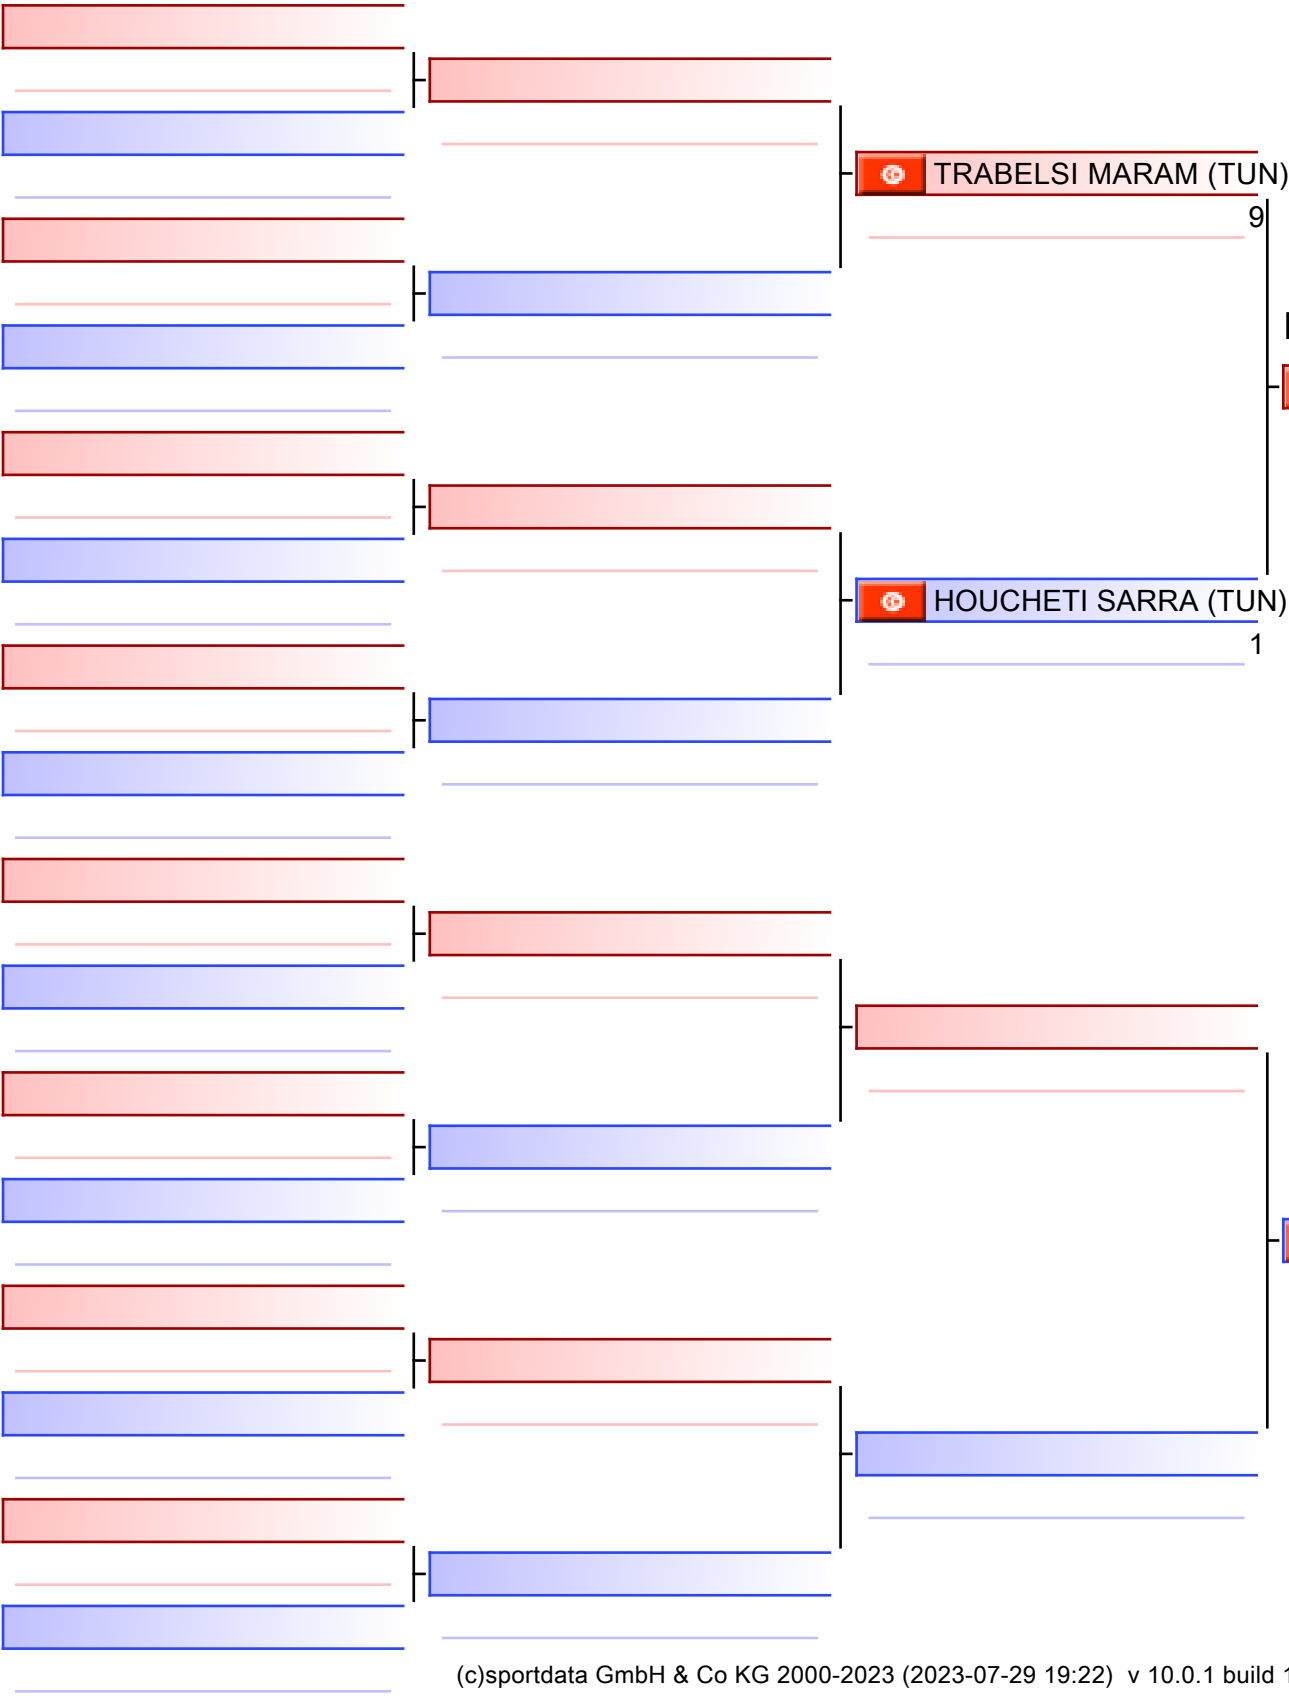 TRABELSI MARAM (TUN)
9
HOUCHETI SARRA (TUN)
1
(c)sportdata GmbH & Co KG 2000-2023 (2023-07-29 19:22) v 10.0.1 build 1